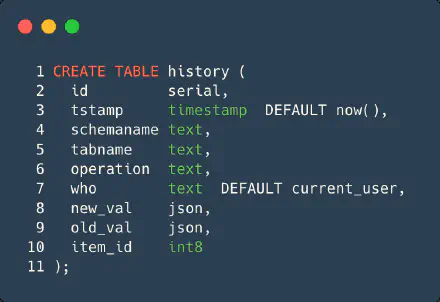 1 CREATE TABLE history (
2   id         serial,
3   tstamp     timestamp  DEFAULT now(),
4   schemaname text,
5   tabname    text,
6   operation  text,
7   who        text  DEFAULT current_user,
8   new_val    json,
9   old_val    json,
10   item_id    int8
11 );